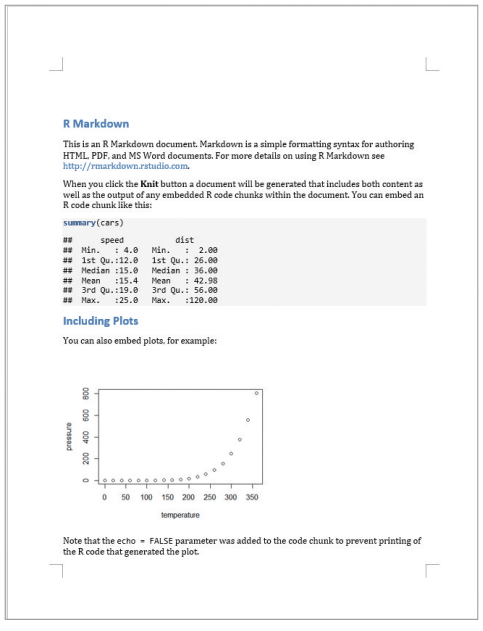 R Markdown
This is an R Markdown document. Markdown is a simple formatting syntax for authoring
HTML, PDF, and MS Word documents. For more details on using R Markdown see
http://rmarkdown.rstudio.com.
When you click the Knit button a document will be generated that includes both content as
well as the output of any embedded R code chunks within the document. You can embed an
R code chunk like this:
summary(cars)
##      speed           dist
##  Min.   : 4.0   Min.   :  2.00
##  1st Qu.:12.0   1st Qu.: 26.00
##  Median :15.0   Median : 36.00
##  Mean   :15.4   Mean   : 42.98
##  3rd Qu.:19.0   3rd Qu.: 56.00
##  Max.   :25.0   Max.   :120.00
Including Plots
You can also embed plots, for example:
800
600
400
200
0
pressure
0 50 100 150 200 250 300 350
temperature
Note that the echo = FALSE parameter was added to the code chunk to prevent printing of
the R code that generated the plot.